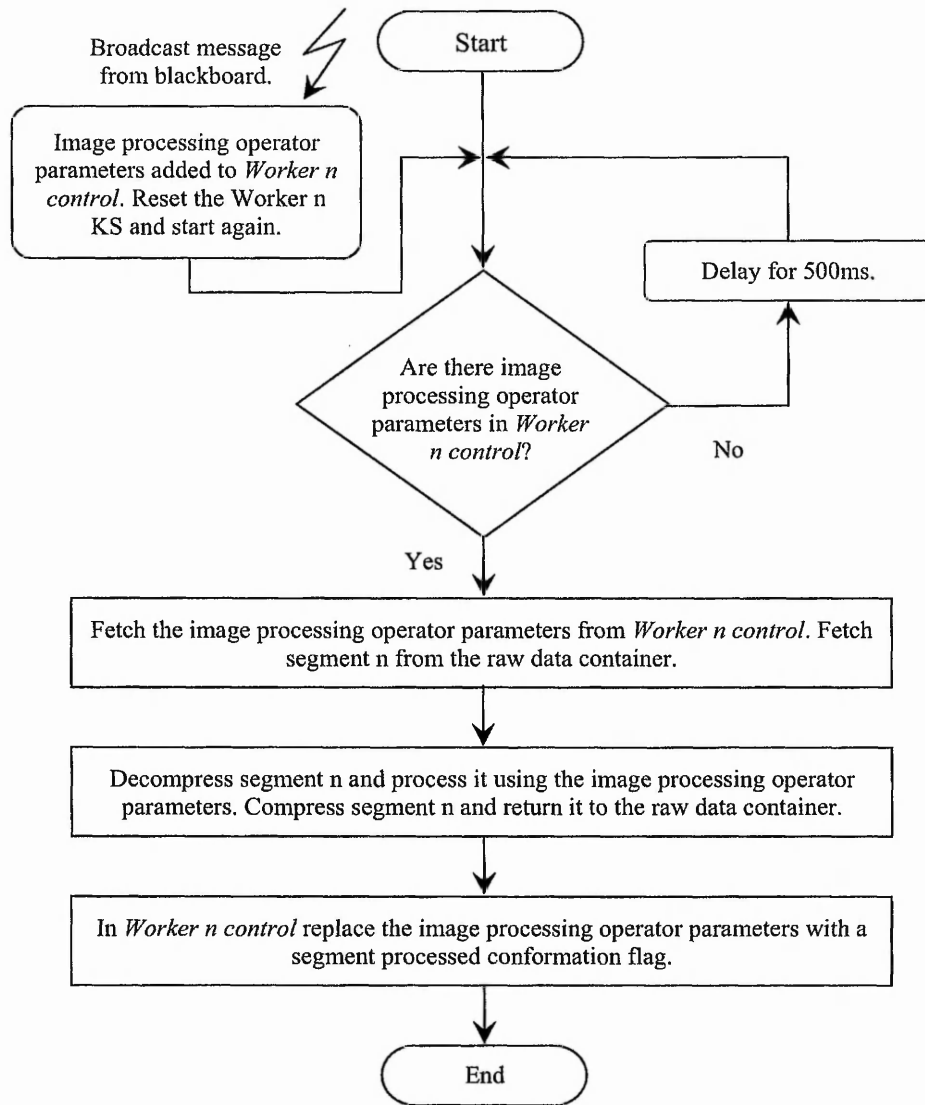 Broadcast message
from blackboard.
Start
Image processing operator
parameters added to Worker n
control. Reset the Worker n
KS and start again.
Delay for 500ms.
Are there image
processing operator
parameters in Worker
n control?
No
Yes
Fetch the image processing operator parameters from Worker n control. Fetch
segment n from the raw data container.
Decompress segment n and process it using the image processing operator
parameters. Compress segment n and return it to the raw data container.
In Worker n control replace the image processing operator parameters with a
segment processed conformation flag.
End